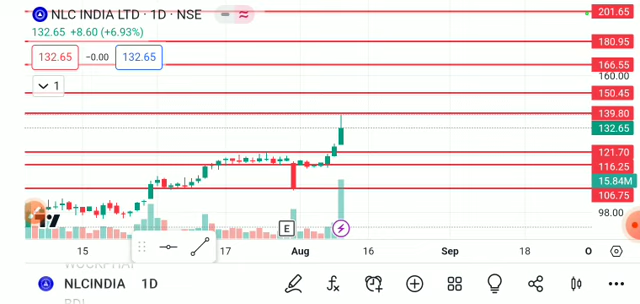 NLC INDIA LTD · 1D · NSE
132.65 +8.60 (+6.93%)
132.65 −0.00 132.65
1
201.65
180.95
166.55
160.00
150.45
139.80
132.65
121.70
116.25
15.84M
106.75
98.00
E
15 17 Aug 16 Sep 18 O
NLCINDIA 1D